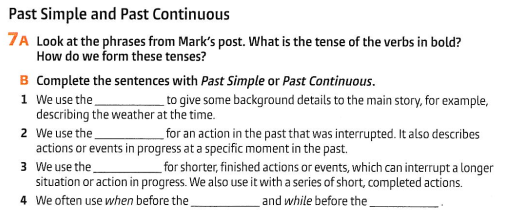 Past Simple and Past Continuous
7A Look at the phrases from Mark's post. What is the tense of the verbs in bold?
How do we form these tenses?
B Complete the sentences with Past Simple or Past Continuous.
1 We use the ____________ to give some background details to the main story, for example,
describing the weather at the time.
2 We use the ____________ for an action in the past that was interrupted. It also describes
actions or events in progress at a specific moment in the past.
3 We use the ____________ for shorter, finished actions or events, which can interrupt a longer
situation or action in progress. We also use it with a series of short, completed actions.
4 We often use when before the ____________ and while before the ____________ .